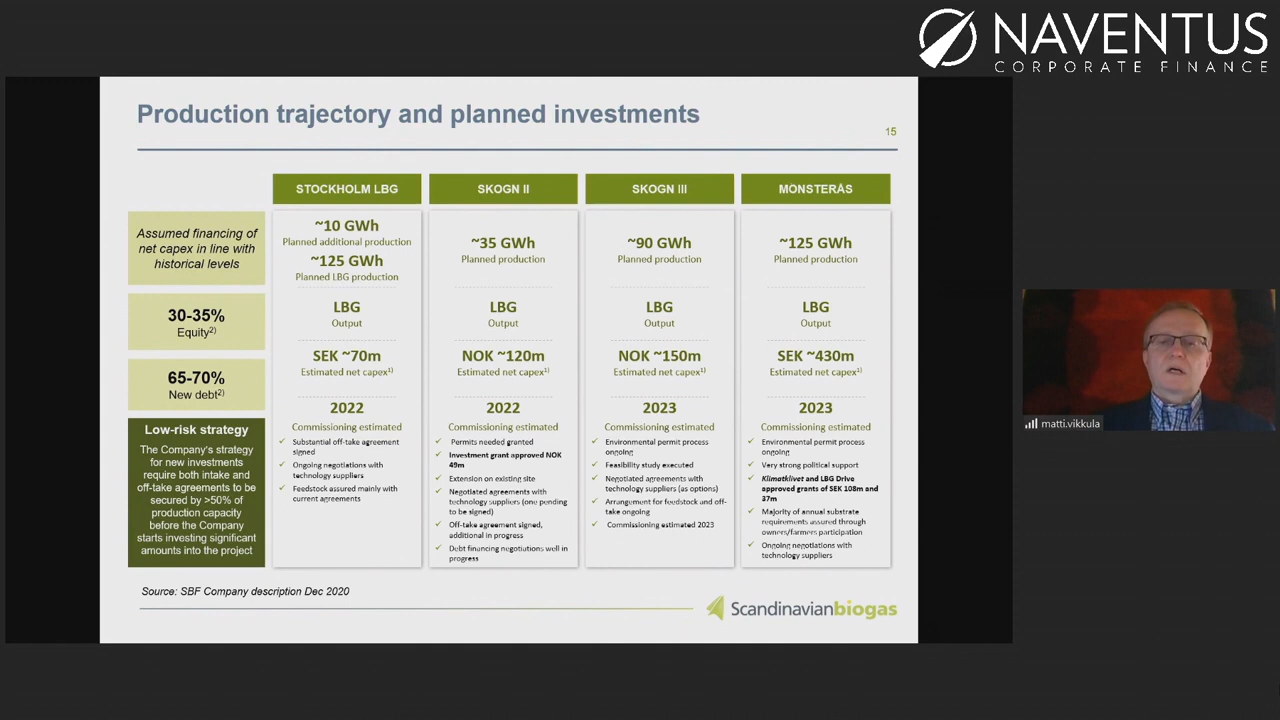 NAVENTUS
CORPORATE FINANCE
Production trajectory and planned investments
15
STOCKHOLM LBG
SKOGN II
SKOGN III
MONSTERÅS
Assumed financing of
net capex in line with
historical levels
30-35%
Equity2)
65-70%
New debt2)
Low-risk strategy
The Company's strategy
for new investments
require both intake and
off-take agreements to be
secured by >50% of
production capacity
before the Company
starts investing significant
amounts into the project
~10 GWh
Planned additional production
~125 GWh
Planned LBG production
LBG
Output
SEK ~70m
Estimated net capex1)
2022
Commissioning estimated
✓ Substantial off-take agreement
signed
✓ Ongoing negotiations with
technology suppliers
✓ Feedstock assured mainly with
current agreements
~35 GWh
Planned production
LBG
Output
NOK ~120m
Estimated net capex1)
2022
Commissioning estimated
✓ Permits needed granted
✓ Investment grant approved NOK
49m
✓ Extension on existing site
✓ Negotiated agreements with
technology suppliers (one pending
to be signed)
✓ Off-take agreement signed,
additional in progress
✓ Debt financing negotiations well in
progress
~90 GWh
Planned production
LBG
Output
NOK ~150m
Estimated net capex1)
2023
Commissioning estimated
✓ Environmental permit process
ongoing
✓ Feasibility study executed
✓ Negotiated agreements with
technology suppliers (as options)
✓ Arrangement for feedstock and off-
take ongoing
✓ Commissioning estimated 2023
~125 GWh
Planned production
LBG
Output
SEK ~430m
Estimated net capex1)
2023
Commissioning estimated
✓ Environmental permit process
ongoing
✓ Very strong political support
✓ Klimatklivet and LBG Drive
approved grants of SEK 108m and
37m
✓ Majority of annual substrate
requirements assured through
owners/farmers participation
✓ Ongoing negotiations with
technology suppliers
Source: SBF Company description Dec 2020
Scandinavianbiogas
matti.vikkula